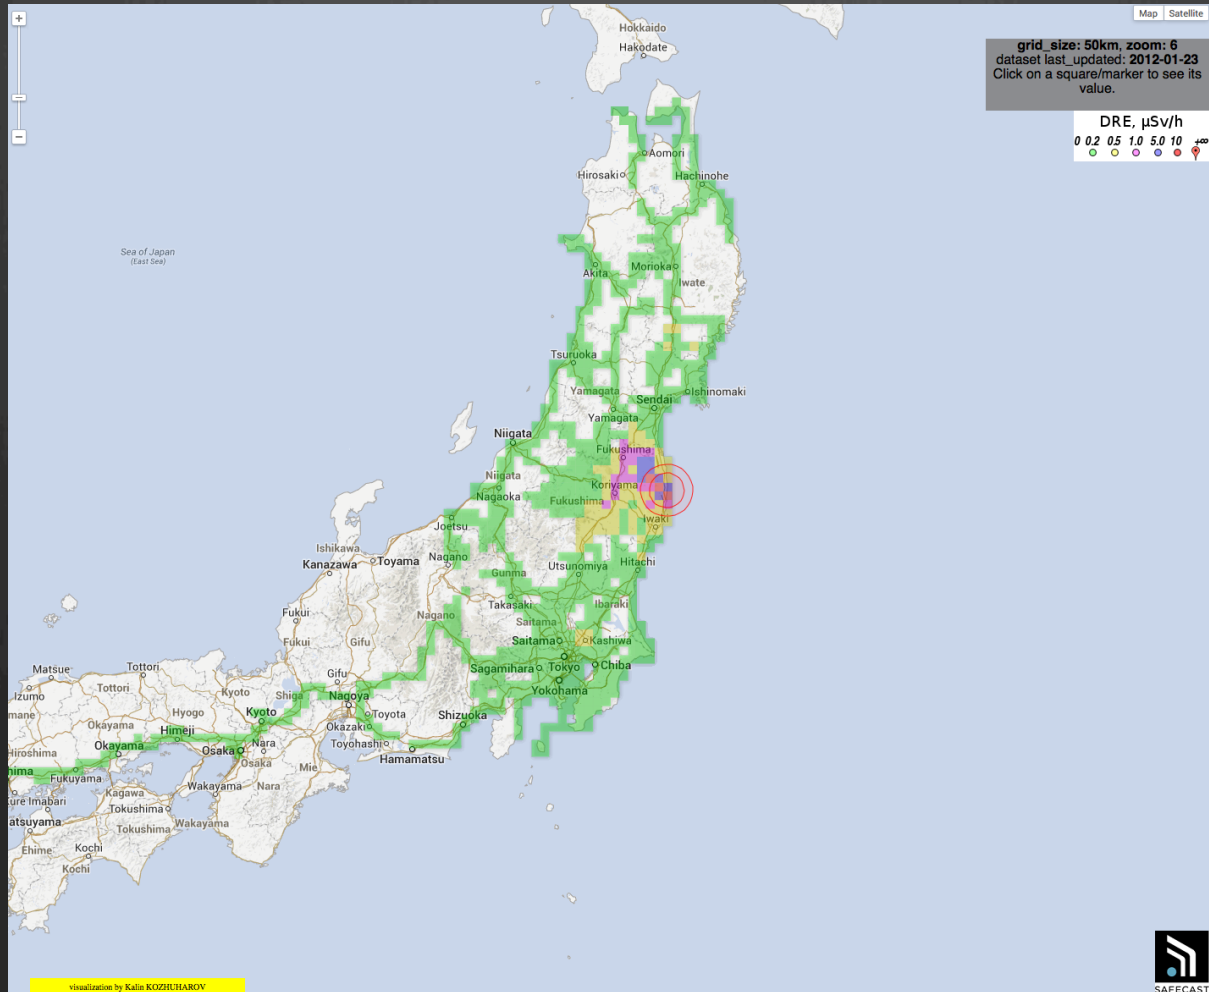 +
−
Map Satellite
grid_size: 50km, zoom: 6
dataset last_updated: 2012-01-23
Click on a square/marker to see its
value.
DRE, µSv/h
0 0.2 0.5 1.0 5.0 10 +∞
Hokkaido
Hakodate
Aomori
Hirosaki
Hachinohe
Sea of Japan
(East Sea)
Akita
Morioka
Iwate
Tsuruoka
Yamagata
Ishinomaki
Sendai
Yamagata
Niigata
Fukushima
Niigata
Koriyama
Nagaoka
Fukushima
Iwaki
Joetsu
Ishikawa
Toyama
Nagano
Kanazawa
Utsunomiya
Hitachi
Gunma
Takasaki
Ibaraki
Fukui
Nagano
Saitama
Fukui
Gifu
Saitama
Kashiwa
Matsue
Tottori
Gifu
Sagamihara
Tokyo
Chiba
Izumo
Tottori
Kyoto
Shiga
Nagoya
Yokohama
mane
Hyogo
Kyoto
Toyota
Shizuoka
Okayama
Himeji
Okazaki
Okayama
Osaka
Nara
Toyohashi
Hiroshima
Osaka
Hamamatsu
hima
Fukuyama
Mie
Kagawa
Wakayama
Nara
Kure
Imabari
Tokushima
atsuyama
Tokushima
Wakayama
Ehime
Kochi
Kochi
visualization by Kalin KOZHUHAROV
SAFECAST